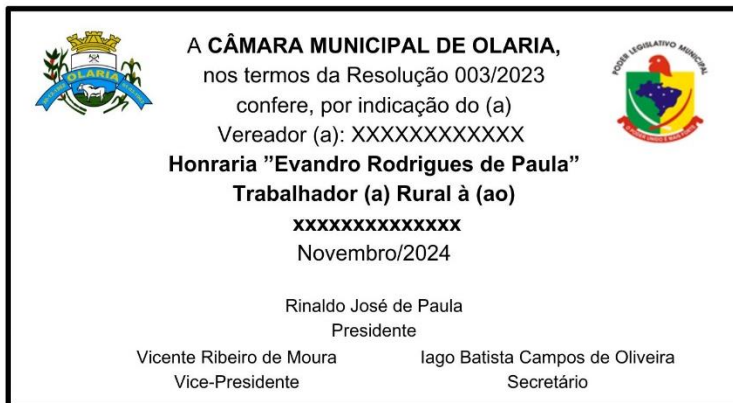 A CÂMARA MUNICIPAL DE OLARIA,
nos termos da Resolução 003/2023
confere, por indicação do (a)
Vereador (a): XXXXXXXXXXXX
Honraria ”Evandro Rodrigues de Paula”
Trabalhador (a) Rural à (ao)
xxxxxxxxxxxxxx
Novembro/2024
Rinaldo José de Paula
Presidente
Vicente Ribeiro de Moura
Vice-Presidente
Iago Batista Campos de Oliveira
Secretário
OLARIA
PODER LEGISLATIVO MUNICIPAL